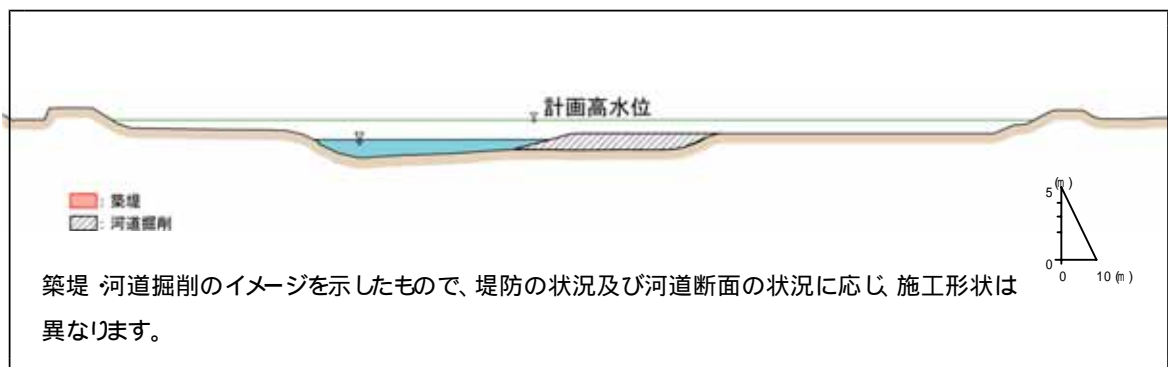 計画高水位
: 築堤
: 河道掘削
(m)
5
0
0 10 (m)
築堤・河道掘削のイメージを示したもので、堤防の状況及び河道断面の状況に応じ、施工形状は
異なります。